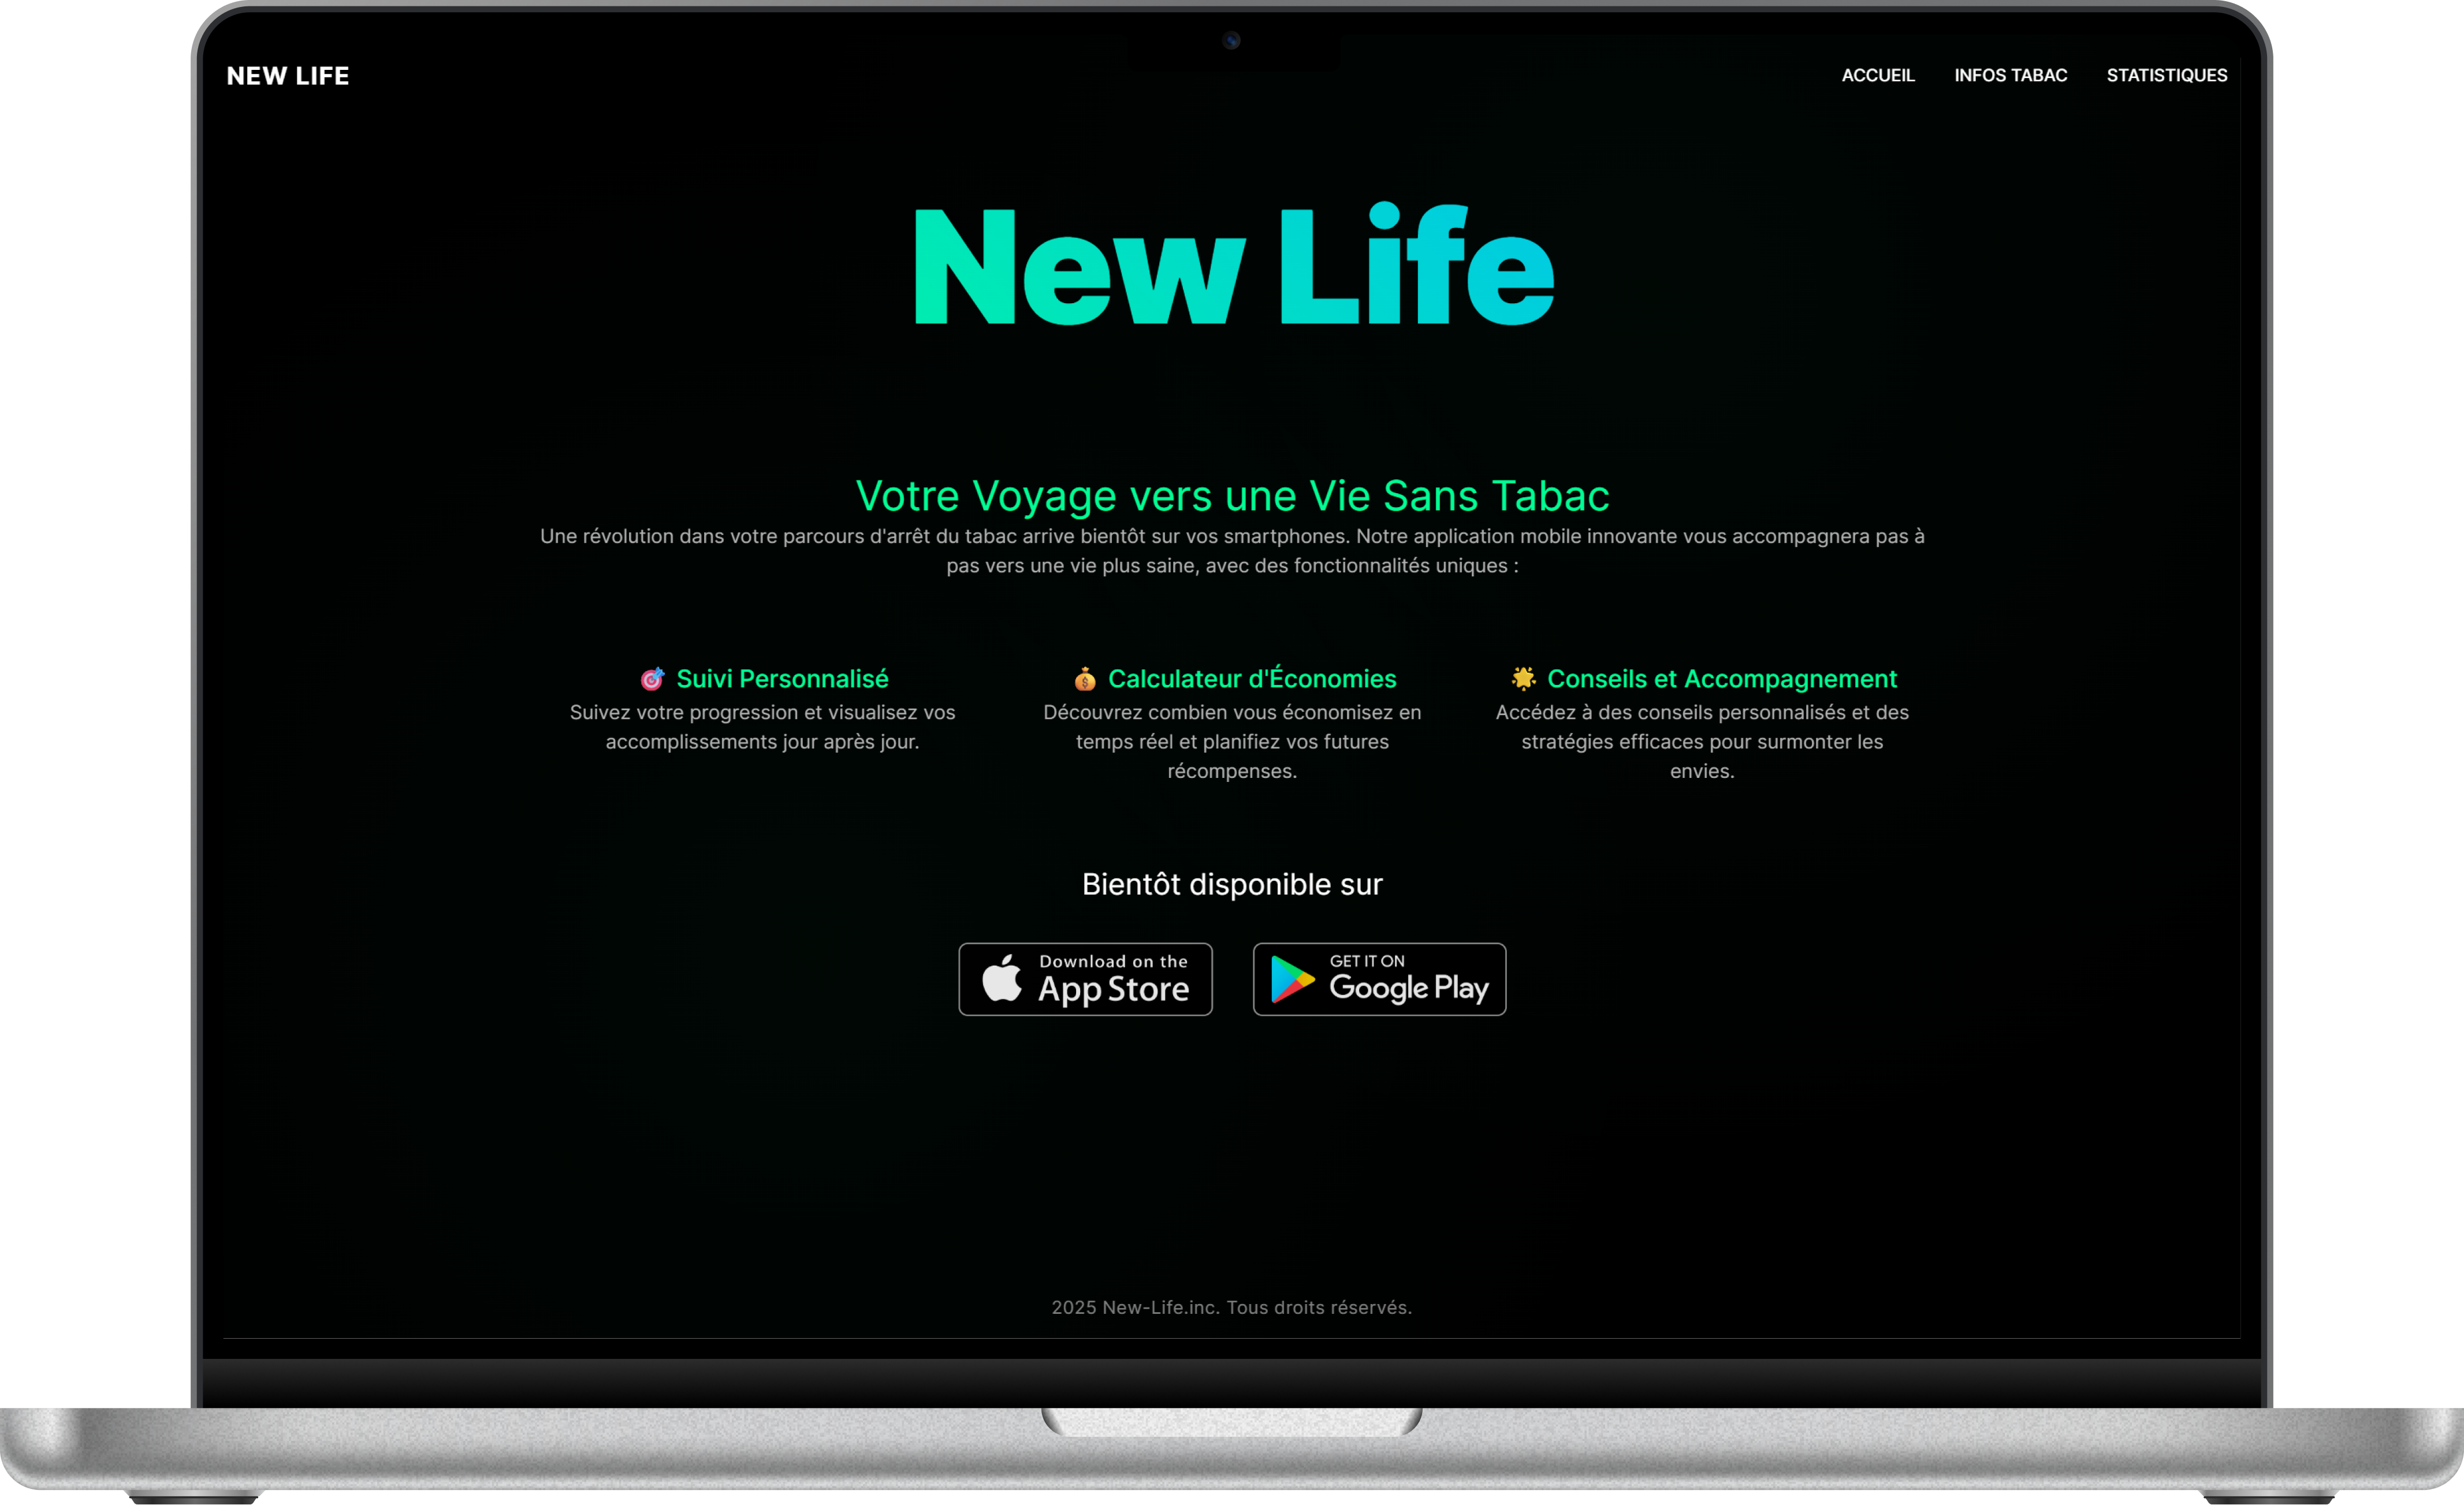 NEW LIFE
ACCUEIL INFOS TABAC STATISTIQUES
New Life
Votre Voyage vers une Vie Sans Tabac
Une révolution dans votre parcours d'arrêt du tabac arrive bientôt sur vos smartphones. Notre application mobile innovante vous accompagnera pas à
pas vers une vie plus saine, avec des fonctionnalités uniques :
🎯 Suivi Personnalisé
Suivez votre progression et visualisez vos
accomplissements jour après jour.
💰 Calculateur d'Économies
Découvrez combien vous économisez en
temps réel et planifiez vos futures
récompenses.
🌟 Conseils et Accompagnement
Accédez à des conseils personnalisés et des
stratégies efficaces pour surmonter les
envies.
Bientôt disponible sur
Download on the
App Store
GET IT ON
Google Play
2025 New-Life.inc. Tous droits réservés.